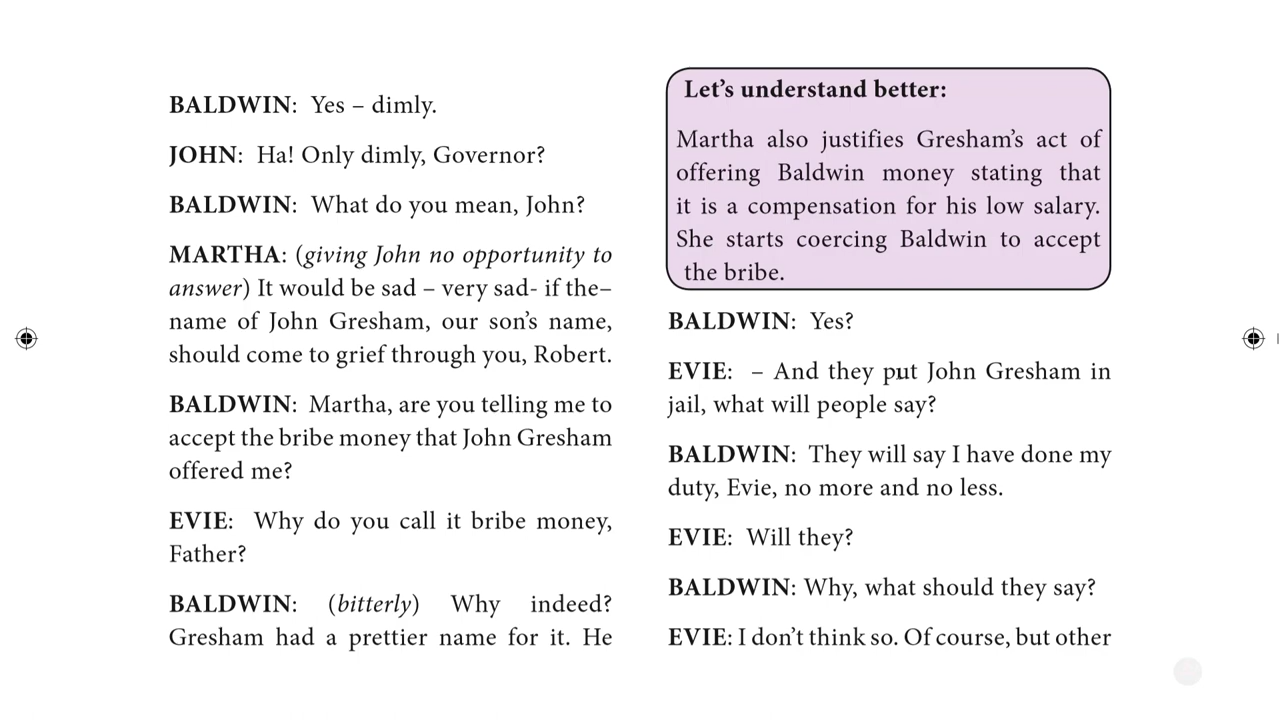 BALDWIN: Yes – dimly.
JOHN: Ha! Only dimly, Governor?
BALDWIN: What do you mean, John?
MARTHA: (giving John no opportunity to
answer) It would be sad – very sad- if the–
name of John Gresham, our son's name,
should come to grief through you, Robert.
BALDWIN: Martha, are you telling me to
accept the bribe money that John Gresham
offered me?
EVIE: Why do you call it bribe money,
Father?
BALDWIN: (bitterly) Why indeed?
Gresham had a prettier name for it. He
Let's understand better:
Martha also justifies Gresham's act of
offering Baldwin money stating that
it is a compensation for his low salary.
She starts coercing Baldwin to accept
the bribe.
BALDWIN: Yes?
EVIE: – And they put John Gresham in
jail, what will people say?
BALDWIN: They will say I have done my
duty, Evie, no more and no less.
EVIE: Will they?
BALDWIN: Why, what should they say?
EVIE: I don't think so. Of course, but other